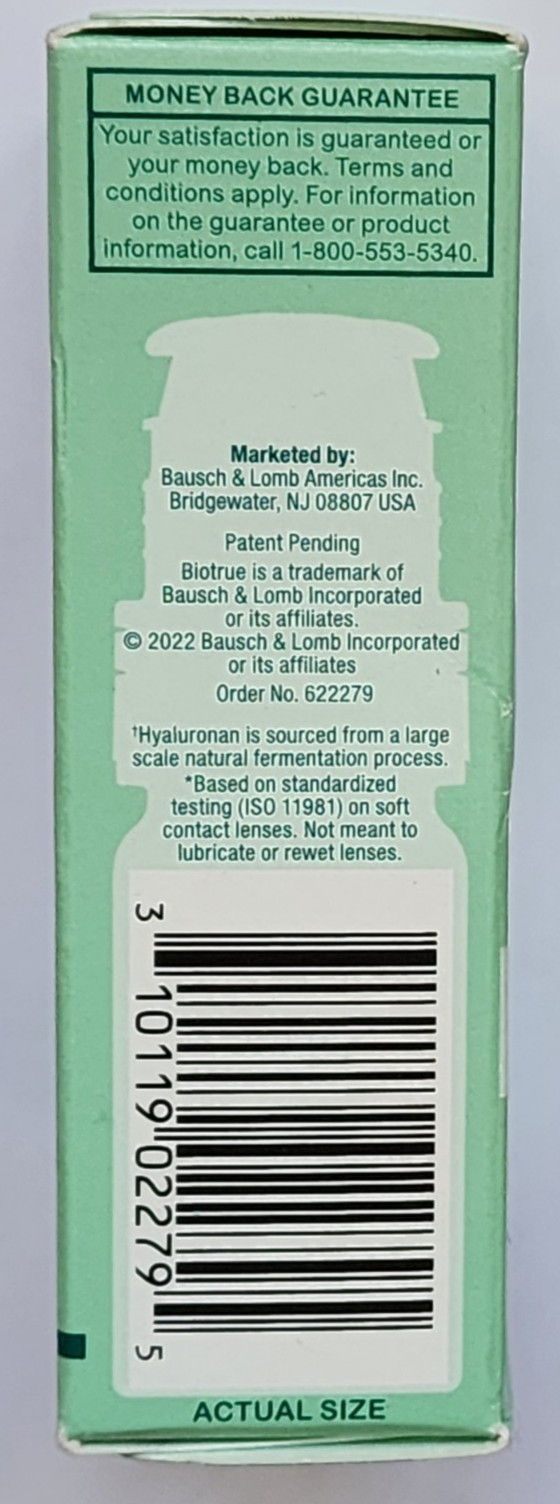 MONEY BACK GUARANTEE
Your satisfaction is guaranteed or
your money back. Terms and
conditions apply. For information
on the guarantee or product
information, call 1-800-553-5340.
Marketed by:
Bausch & Lomb Americas Inc.
Bridgewater, NJ 08807 USA
Patent Pending
Biotrue is a trademark of
Bausch & Lomb Incorporated
or its affiliates.
© 2022 Bausch & Lomb Incorporated
or its affiliates
Order No. 622279
†Hyaluronan is sourced from a large
scale natural fermentation process.
*Based on standardized
testing (ISO 11981) on soft
contact lenses. Not meant to
lubricate or rewet lenses.
3 10119 02279 5
ACTUAL SIZE